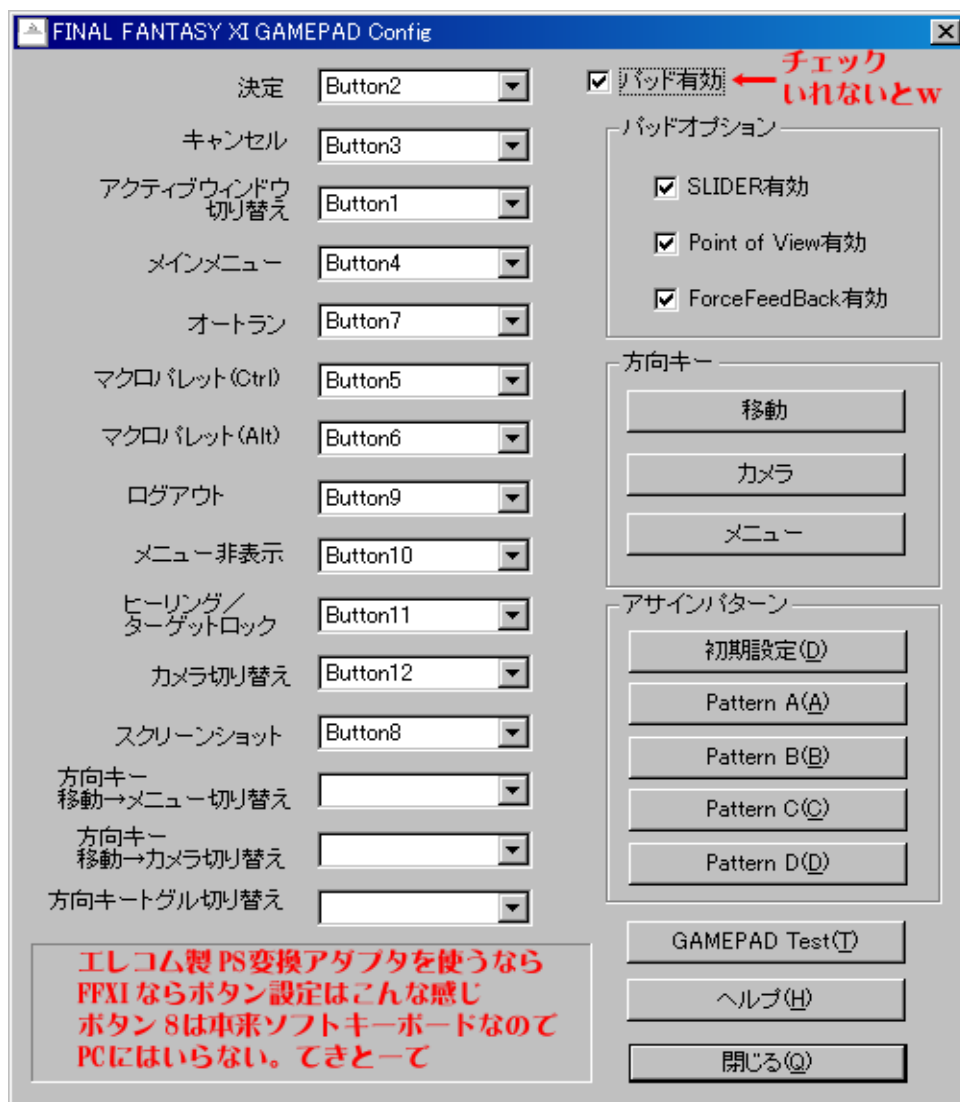 FINAL FANTASY XI GAMEPAD Config
決定
Button2
キャンセル
Button3
アクティブウィンドウ
切り替え
Button1
メインメニュー
Button4
オートラン
Button7
マクロパレット(Ctrl)
Button5
マクロパレット(Alt)
Button6
ログアウト
Button9
メニュー非表示
Button10
ヒーリング/
ターゲットロック
Button11
カメラ切り替え
Button12
スクリーンショット
Button8
方向キー
移動→メニュー切り替え
方向キー
移動→カメラ切り替え
方向キートグル切り替え
エレコム製PS変換アダプタを使うなら
FFXIならボタン設定はこんな感じ
ボタン8は本来ソフトキーボードなので
PCにはいらない。てきとーて
パッド有効
チェック
いれないとw
パッドオプション
SLIDER有効
Point of View有効
ForceFeedBack有効
方向キー
移動
カメラ
メニュー
アサインパターン
初期設定(D)
Pattern A(A)
Pattern B(B)
Pattern C(C)
Pattern D(D)
GAMEPAD Test(T)
ヘルプ(H)
閉じる(Q)